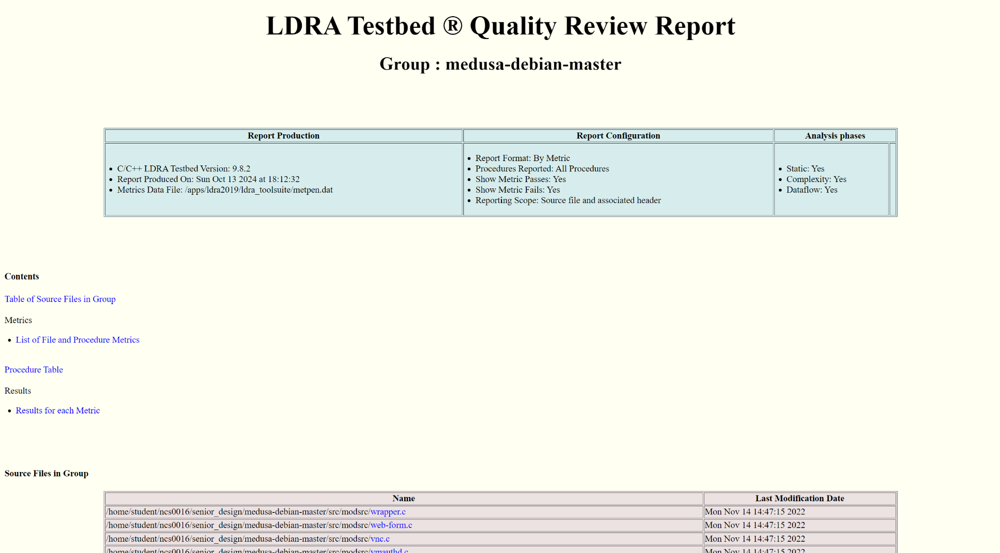 LDRA Testbed ® Quality Review Report
Group : medusa-debian-master
Report Production
Report Configuration
Analysis phases
• C/C++ LDRA Testbed Version: 9.8.2
• Report Produced On: Sun Oct 13 2024 at 18:12:32
• Metrics Data File: /apps/ldra2019/ldra_toolsuite/metpen.dat
• Report Format: By Metric
• Procedures Reported: All Procedures
• Show Metric Passes: Yes
• Show Metric Fails: Yes
• Reporting Scope: Source file and associated header
• Static: Yes
• Complexity: Yes
• Dataflow: Yes
Contents
Table of Source Files in Group
Metrics
• List of File and Procedure Metrics
Procedure Table
Results
• Results for each Metric
Source Files in Group
Name Last Modification Date
/home/student/ncs0016/senior_design/medusa-debian-master/src/modsrc/wrapper.c Mon Nov 14 14:47:15 2022
/home/student/ncs0016/senior_design/medusa-debian-master/src/modsrc/web-form.c Mon Nov 14 14:47:15 2022
/home/student/ncs0016/senior_design/medusa-debian-master/src/modsrc/vnc.c Mon Nov 14 14:47:15 2022
/home/student/ncs0016/senior_design/medusa-debian-master/src/modsrc/vmauthd.c Mon Nov 14 14:47:15 2022